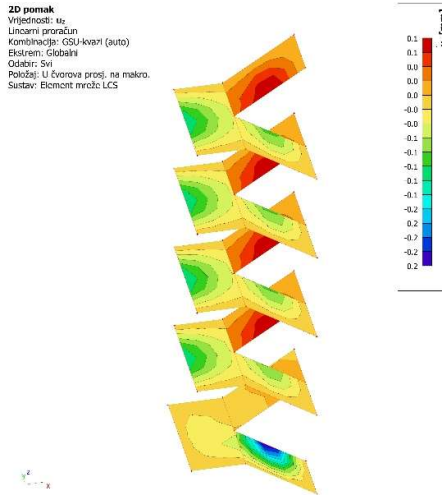 2D pomak
Vrijednosti: uz
Linearni proračun
Kombinacija: GSU-kvazi (auto)
Ekstrem: Globalni
Odabir: Svi
Položaj: U čvorova prosj. na makro.
Sustav: Element mreže LCS
0.1
0.1
0.0
0.0
0.0
-0.0
-0.0
-0.1
-0.1
-0.1
0.1
-0.1
-0.2
-0.2
-0.2
0.2
z
y
x